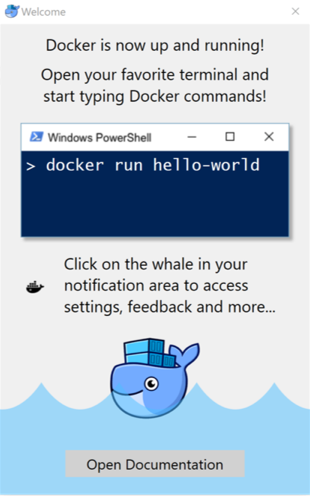 Welcome
Docker is now up and running!
Open your favorite terminal and
start typing Docker commands!
Windows PowerShell
> docker run hello-world
Click on the whale in your
notification area to access
settings, feedback and more...
Open Documentation